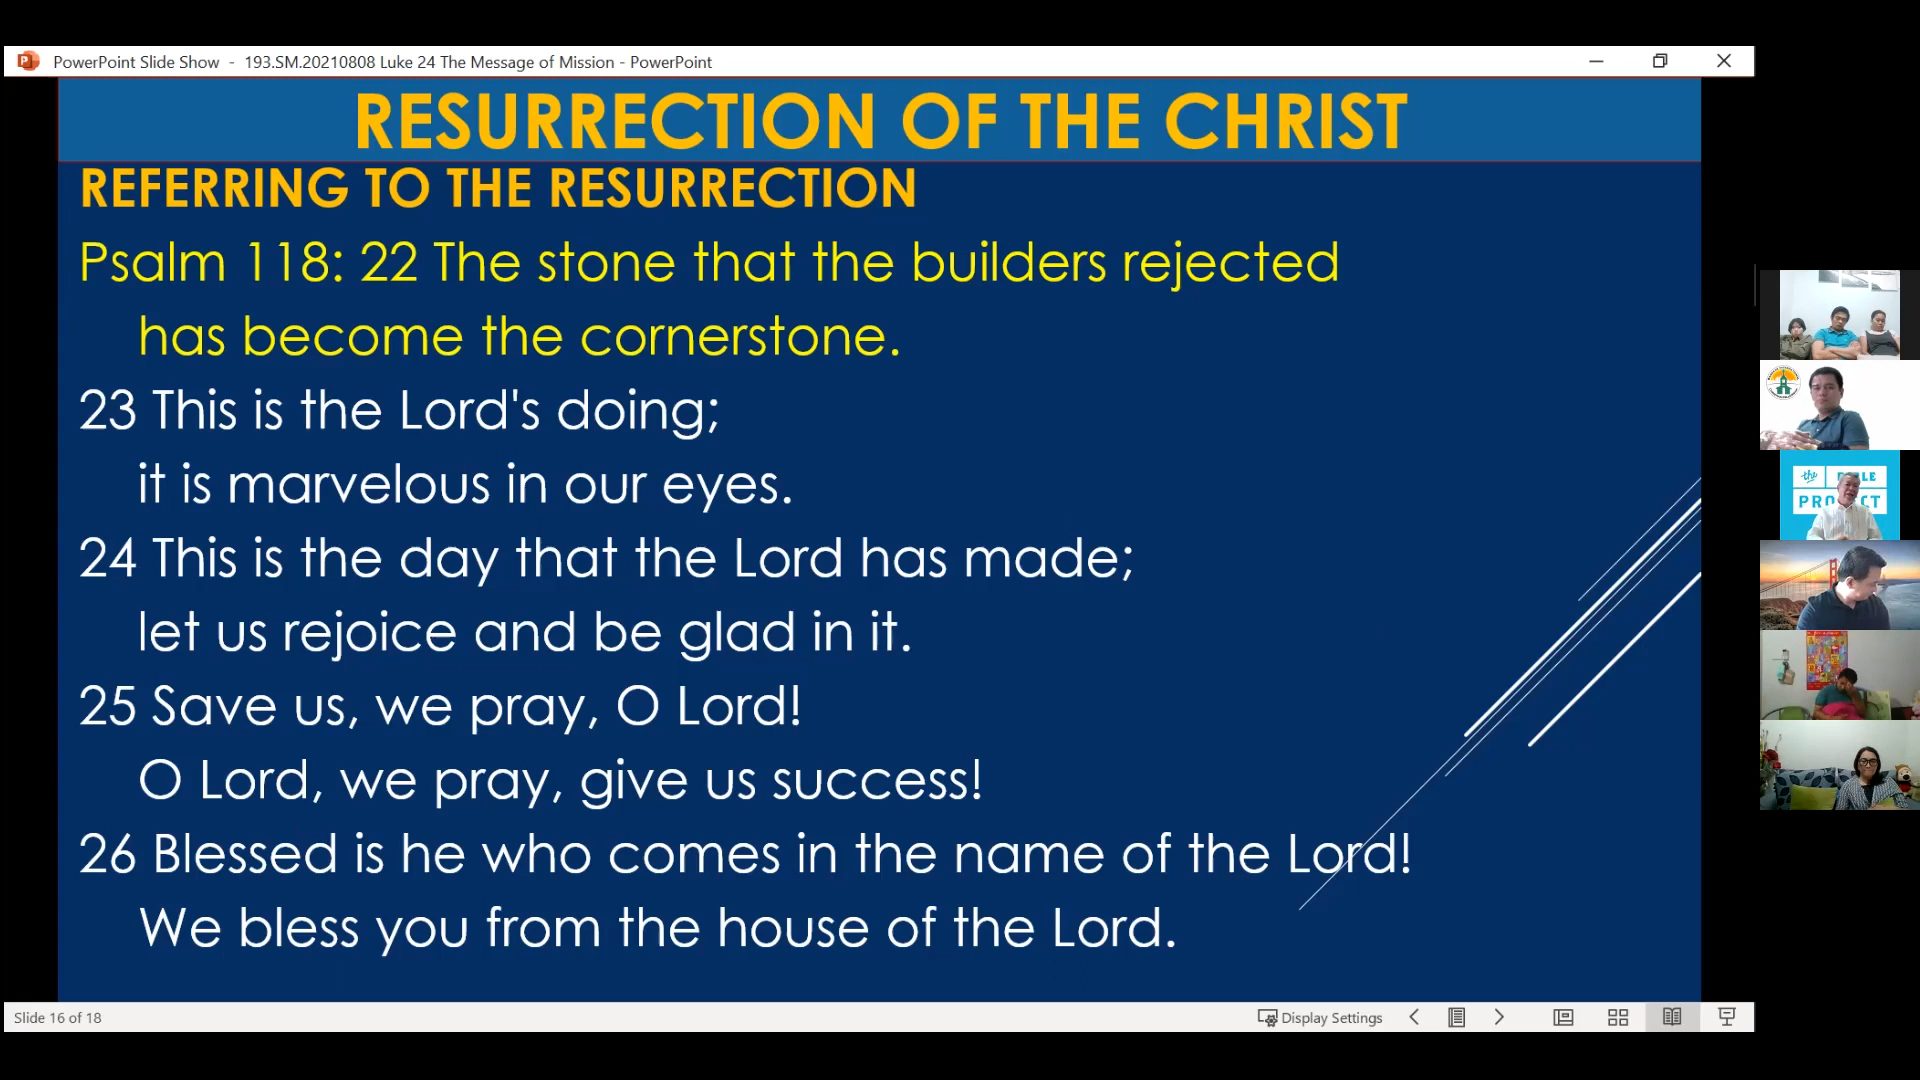 PowerPoint Slide Show - 193.SM.20210808 Luke 24 The Message of Mission - PowerPoint
RESURRECTION OF THE CHRIST
REFERRING TO THE RESURRECTION
Psalm 118: 22 The stone that the builders rejected
has become the cornerstone.
23 This is the Lord's doing;
it is marvelous in our eyes.
24 This is the day that the Lord has made;
let us rejoice and be glad in it.
25 Save us, we pray, O Lord!
O Lord, we pray, give us success!
26 Blessed is he who comes in the name of the Lord!
We bless you from the house of the Lord.
the
Slide 16 of 18
Display Settings